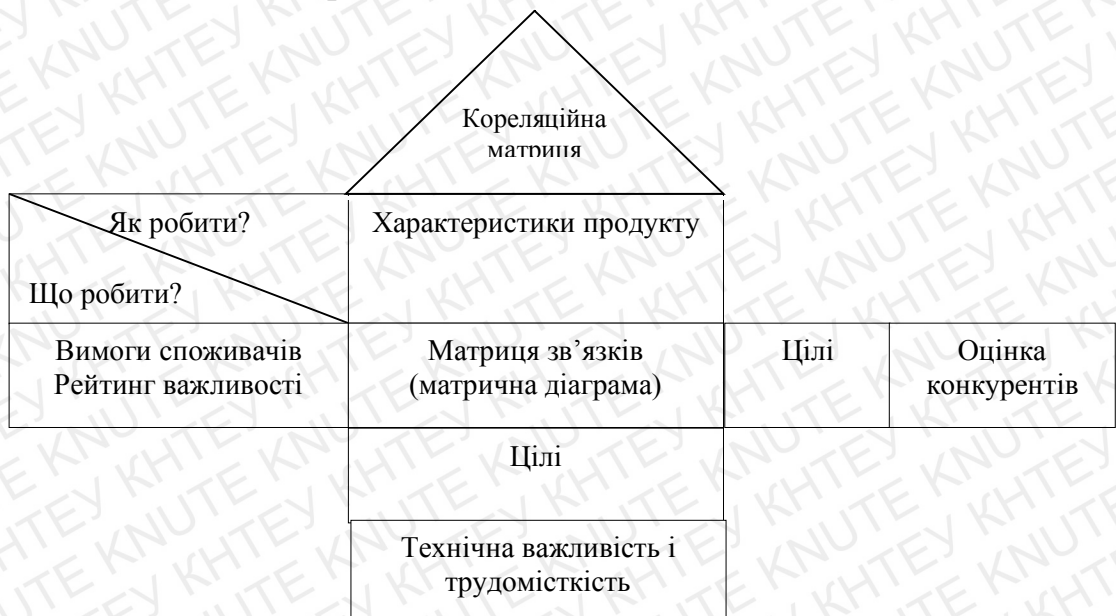 Кореляційна
матриця
Як робити?
Що робити?
Характеристики продукту
Вимоги споживачів
Рейтинг важливості
Матриця зв’язків
(матрична діаграма)
Цілі
Оцінка
конкурентів
Цілі
Технічна важливість і
трудомісткість